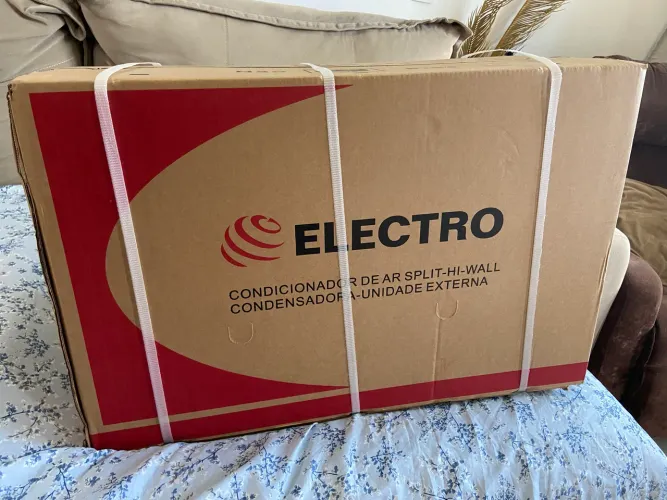 ELECTRO
CONDICIONADOR DE AR SPLIT-HI-WALL
CONDENSADORA-UNIDADE EXTERNA